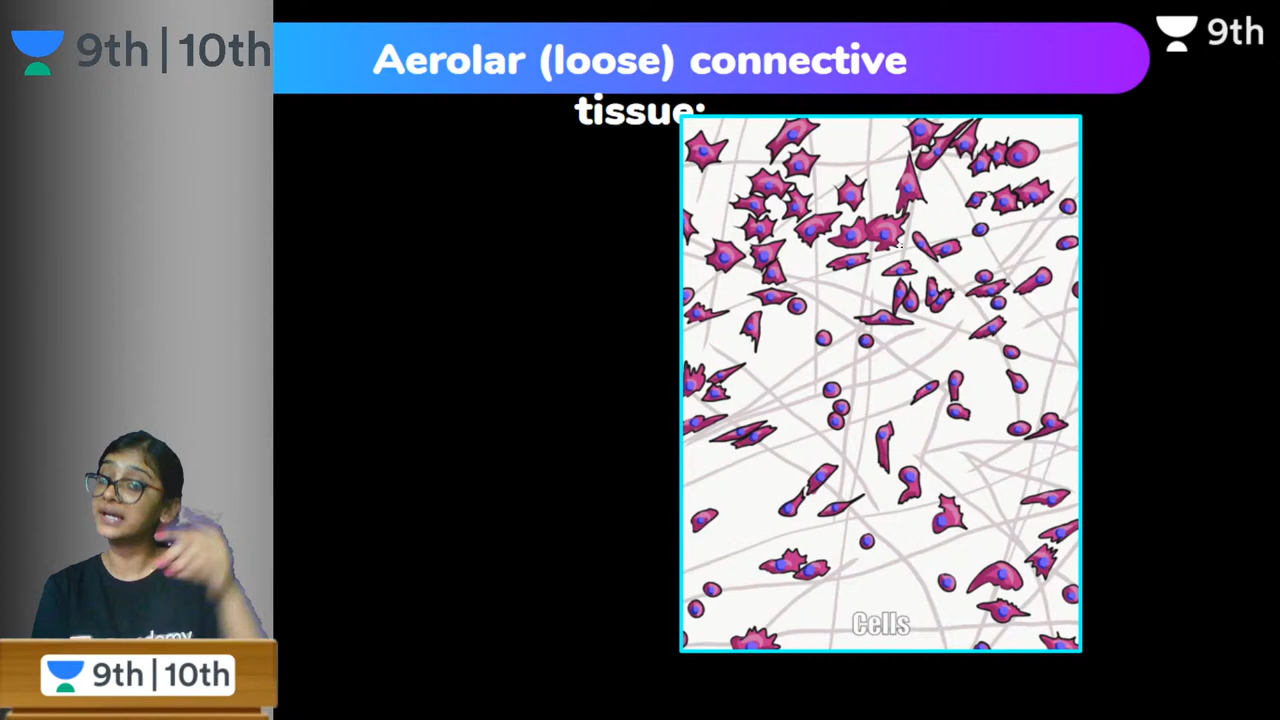 9th | 10th
Aerolar (loose) connective
tissue:
9th
Cells
9th | 10th